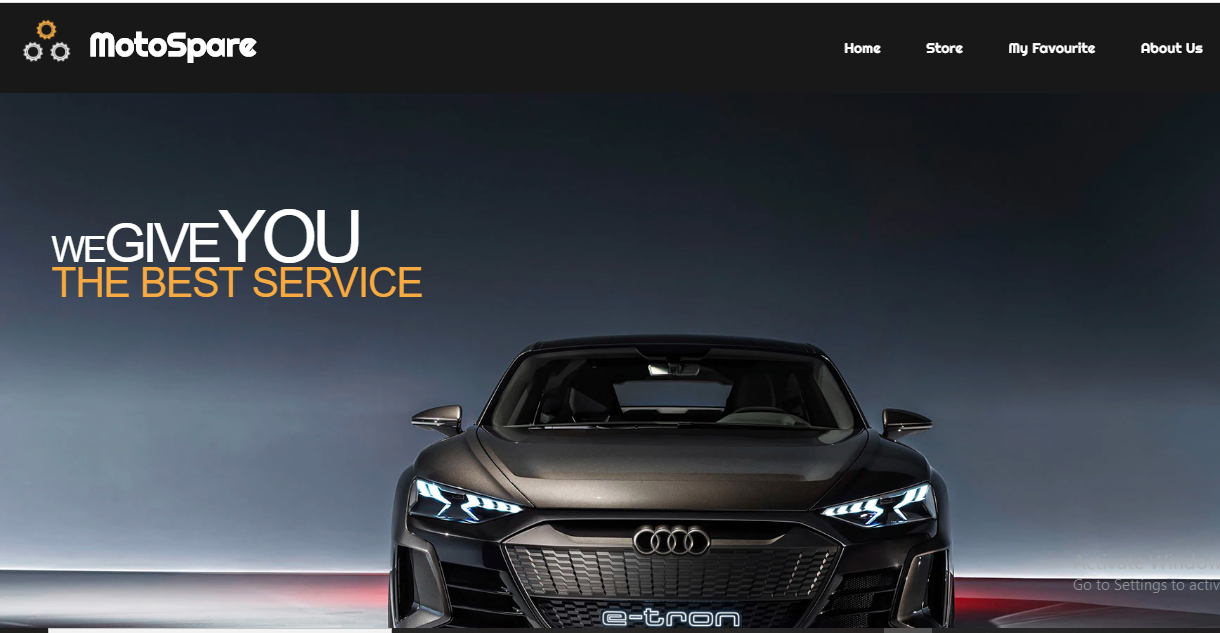 MotoSpare
Home Store My Favourite About Us
WEGIVEYOU
THE BEST SERVICE
e-tron
Activate Window
Go to Settings to activ